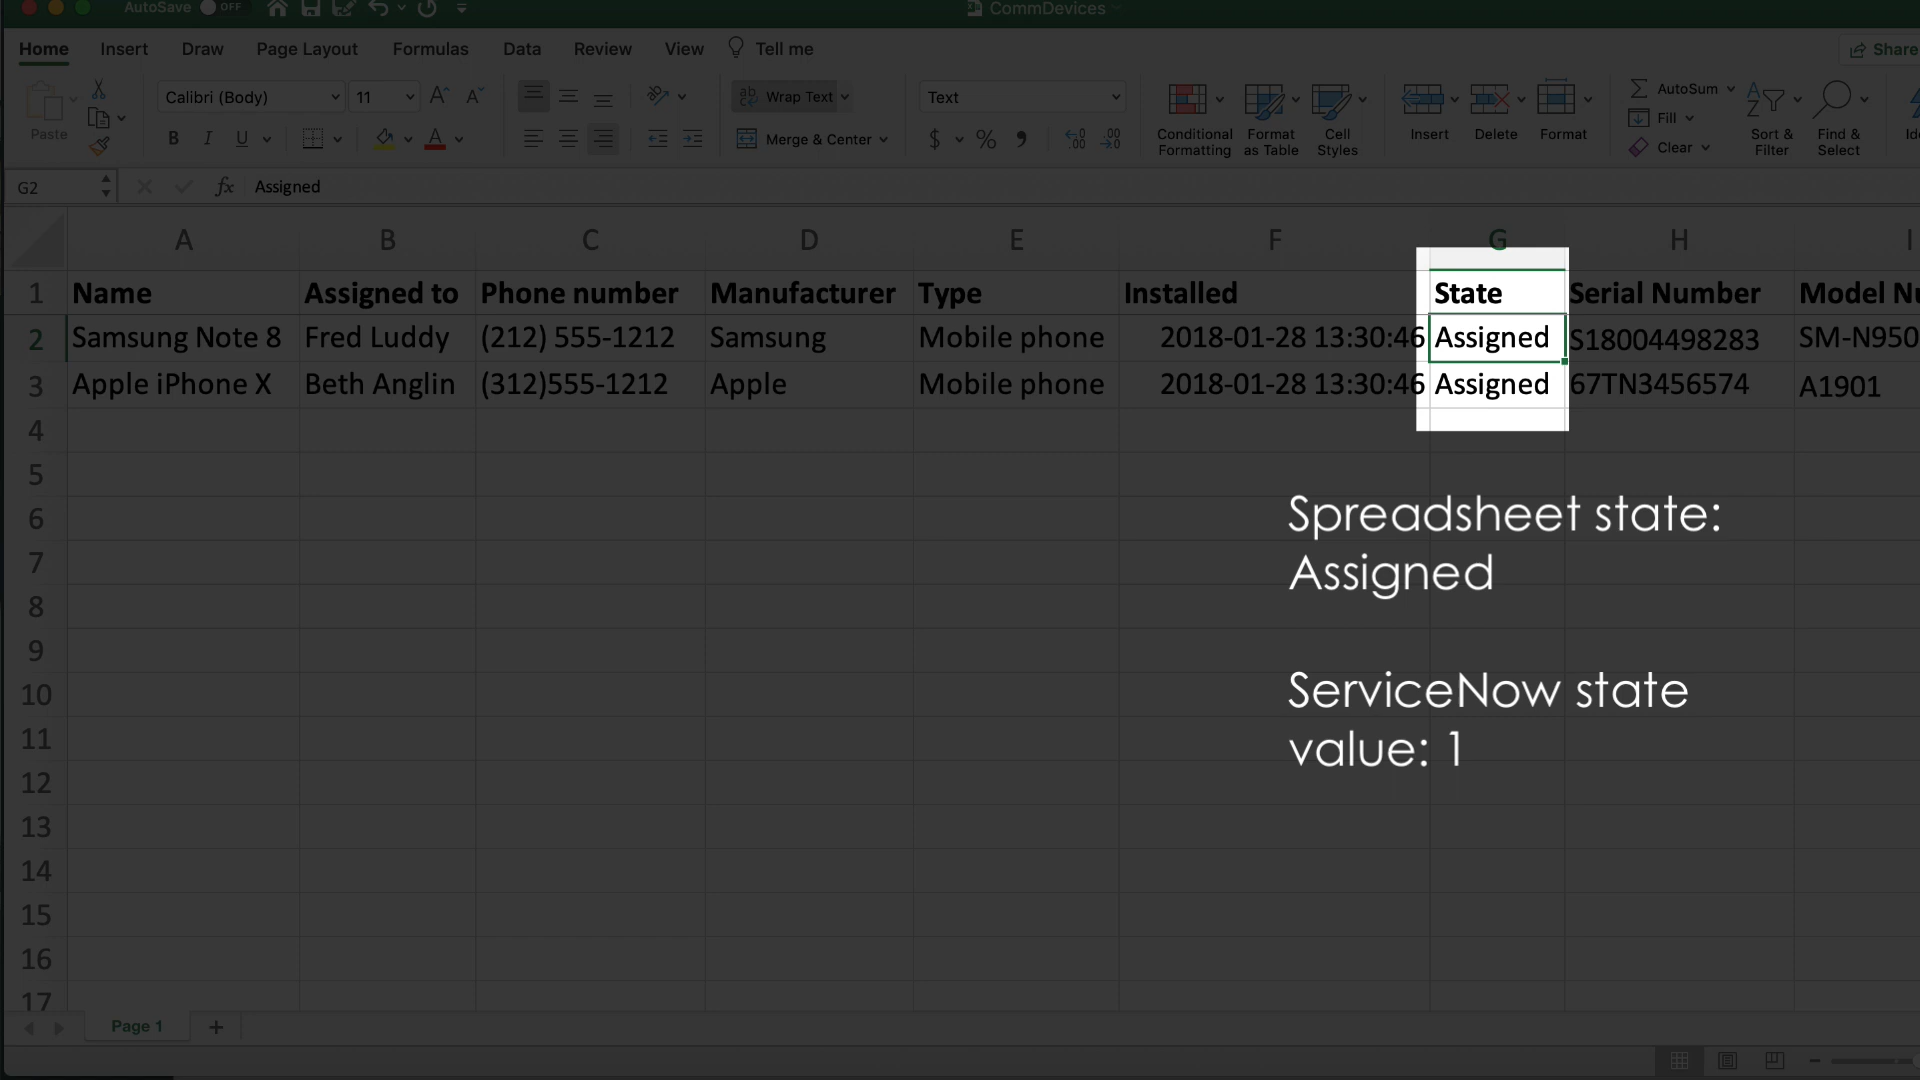 AutoSave OFF CommDevices
Home Insert Draw Page Layout Formulas Data Review View Tell me Share
Paste
Calibri (Body) 11
B I U
Wrap Text
Merge & Center
Text
$ %
Conditional Formatting
Format as Table
Cell Styles
Insert Delete Format
AutoSum
Fill
Clear
Sort & Filter
Find & Select
G2 fx Assigned
A B C D E F G H I
1 Name Assigned to Phone number Manufacturer Type Installed State Serial Number Model Nu
2 Samsung Note 8 Fred Luddy (212) 555-1212 Samsung Mobile phone 2018-01-28 13:30:46 Assigned S18004498283 SM-N950
3 Apple iPhone X Beth Anglin (312)555-1212 Apple Mobile phone 2018-01-28 13:30:46 Assigned 67TN3456574 A1901
4
5
6
7
8
9
10
11
12
13
14
15
16
17
Spreadsheet state:
Assigned
ServiceNow state
value: 1
Page 1 +